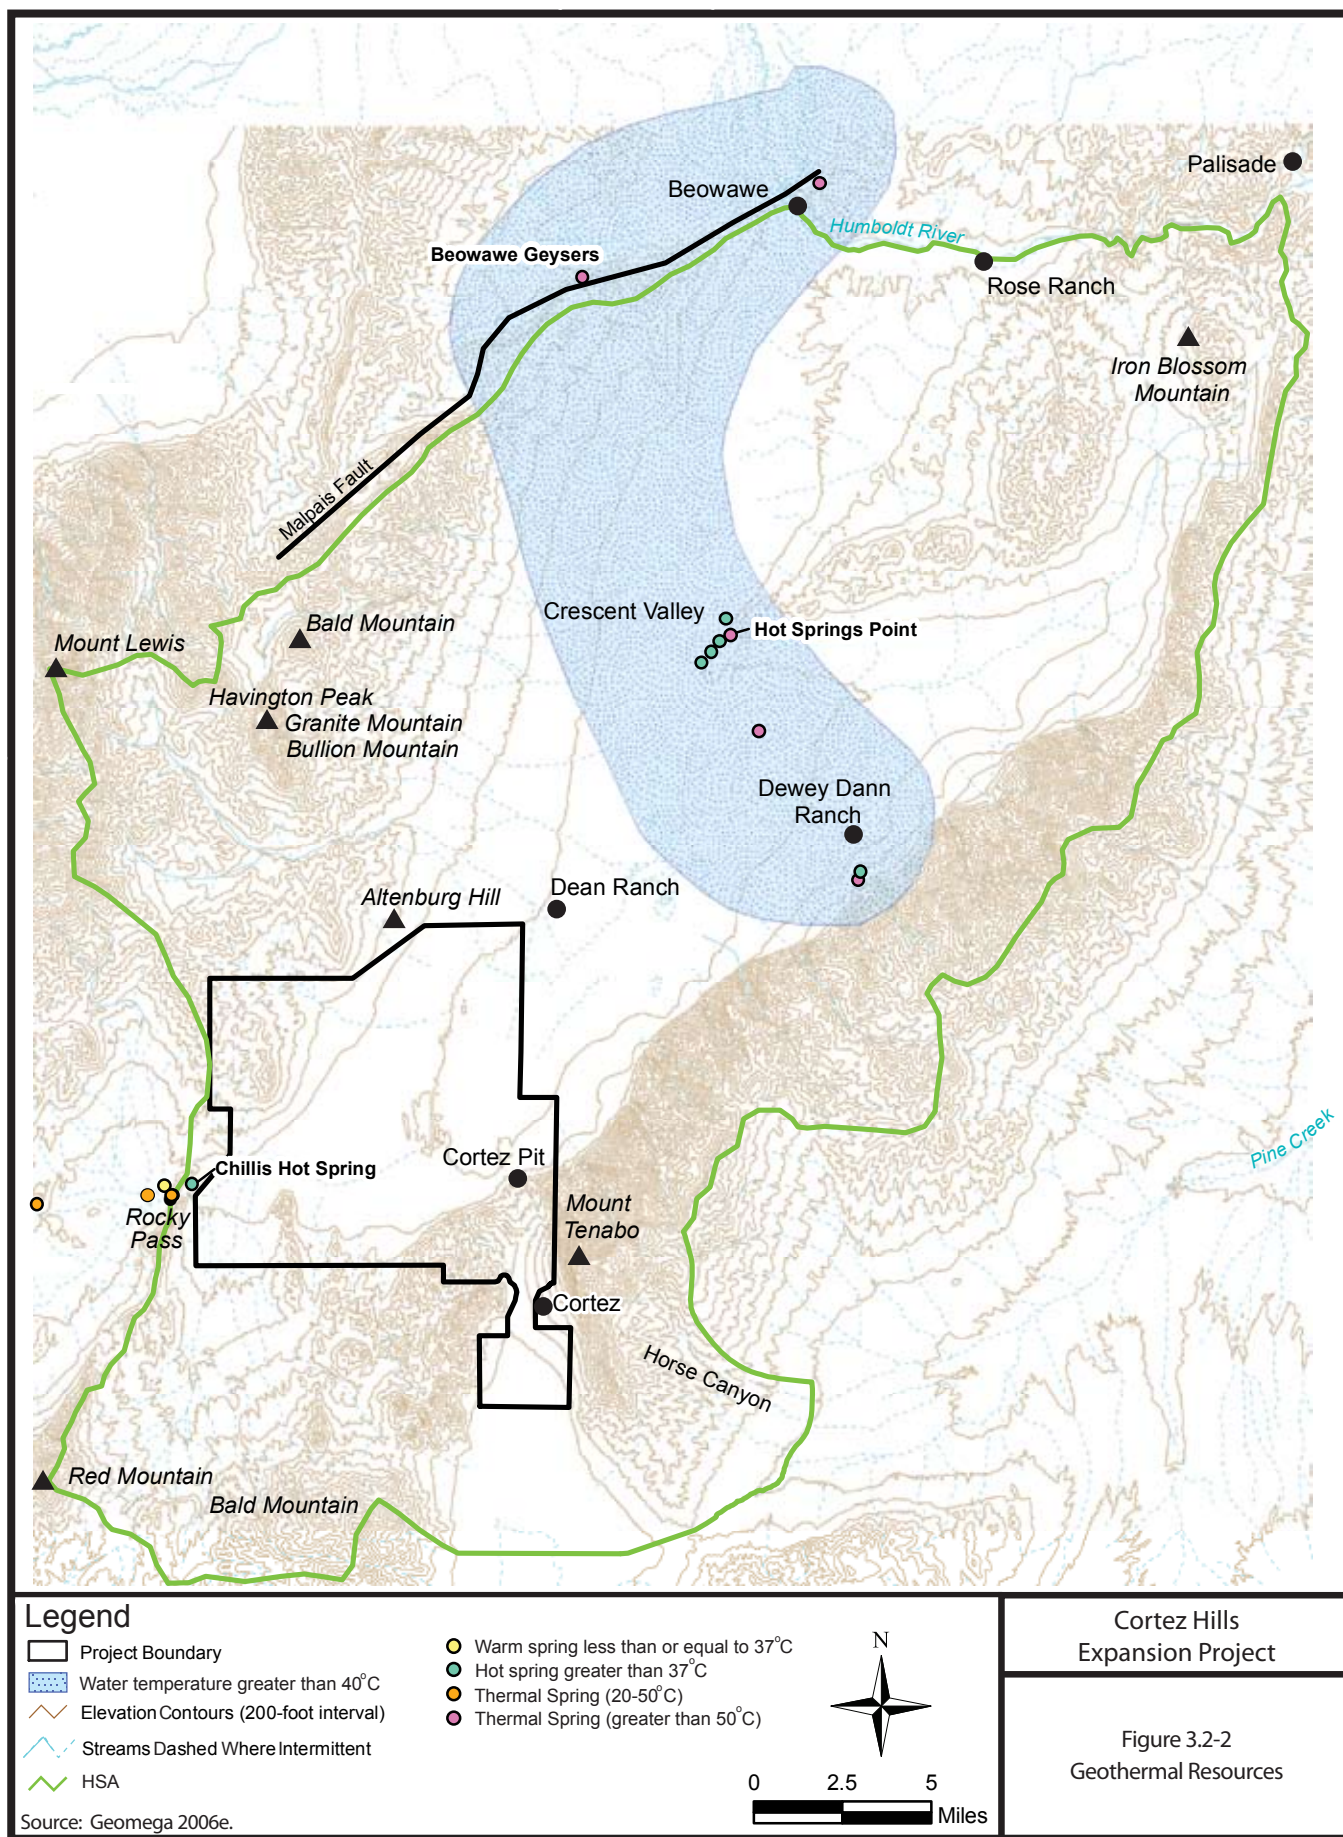 Palisade
Beowawe
Humboldt River
Beowawe Geysers
Rose Ranch
Iron Blossom
Mountain
Malpais Fault
Crescent Valley
Hot Springs Point
Bald Mountain
Mount Lewis
Havington Peak
Granite Mountain
Bullion Mountain
Dewey Dann
Ranch
Altenburg Hill
Dean Ranch
Pine Creek
Cortez Pit
Chillis Hot Spring
Rocky
Pass
Mount
Tenabo
Cortez
Horse Canyon
Red Mountain
Bald Mountain
Legend
Project Boundary
Water temperature greater than 40°C
Elevation Contours (200-foot interval)
Streams Dashed Where Intermittent
HSA
Source: Geomega 2006e.
Warm spring less than or equal to 37°C
Hot spring greater than 37°C
Thermal Spring (20-50°C)
Thermal Spring (greater than 50°C)
N
0 2.5 5
Miles
Cortez Hills
Expansion Project
Figure 3.2-2
Geothermal Resources